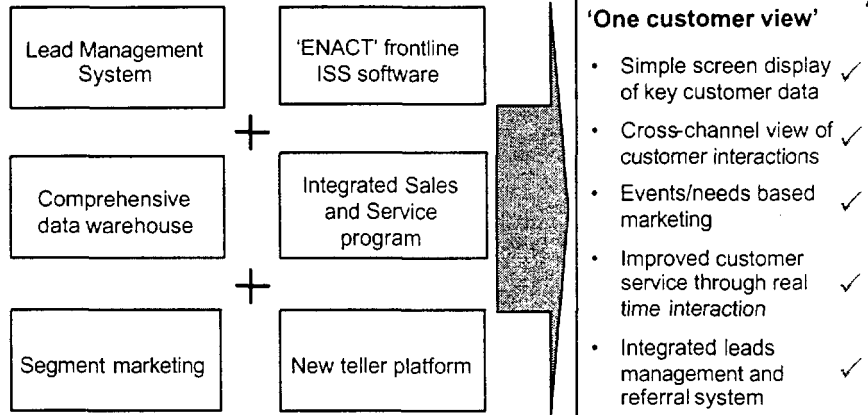 Lead Management
System
'ENACT' frontline
ISS software
+
Comprehensive
data warehouse
Integrated Sales
and Service
program
+
Segment marketing
New teller platform
'One customer view'
• Simple screen display ✓
of key customer data
• Cross-channel view of ✓
customer interactions
• Events/needs based ✓
marketing
• Improved customer
service through real ✓
time interaction
• Integrated leads
management and ✓
referral system